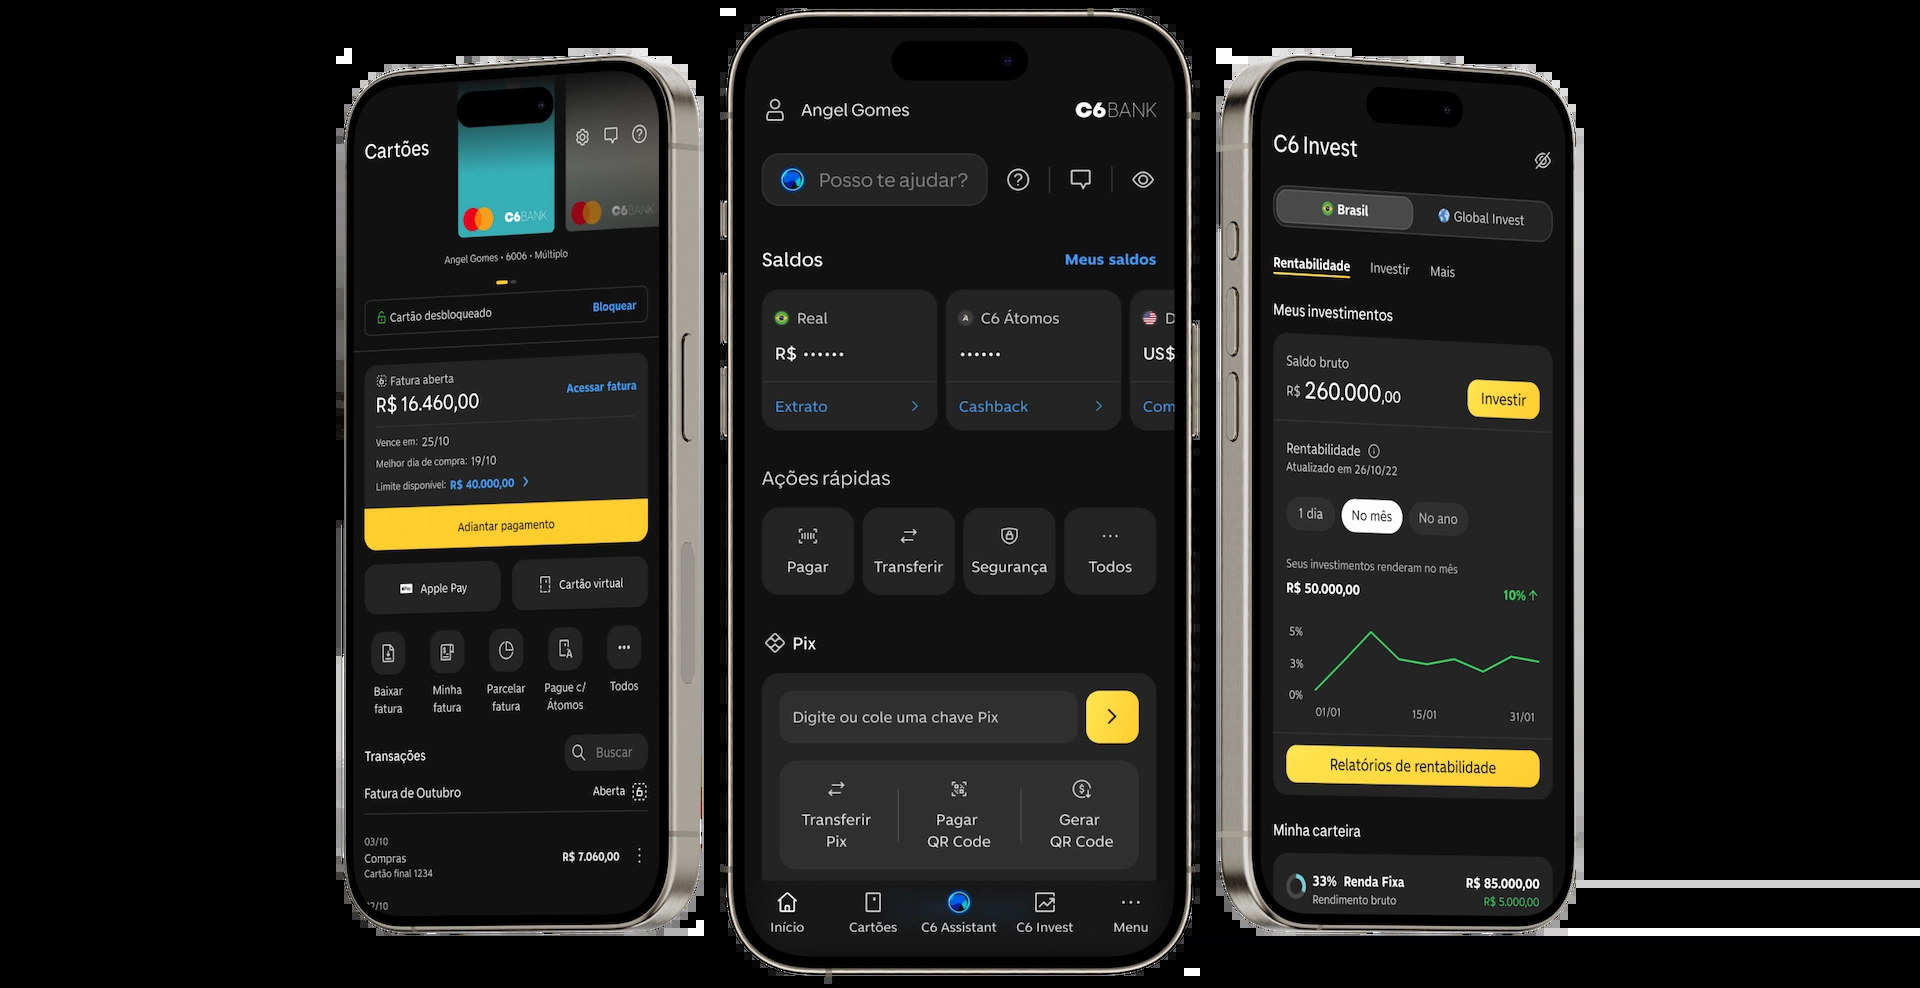 Cartões
C6BANK
C6BANK
Angel Gomes • 6006 • Múltiplo
Cartão desbloqueado
Bloquear
Fatura aberta
Acessar fatura
R$ 16.460,00
Vence em: 25/10
Melhor dia de compra: 19/10
Limite disponível: R$ 40.000,00
Adiantar pagamento
Apple Pay
Cartão virtual
Baixar
fatura
Minha
fatura
Parcelar
fatura
Pague c/
Átomos
Todos
Transações
Buscar
Fatura de Outubro
Aberta
03/10
Compras
R$ 7.060,00
Cartão final 1234
Angel Gomes
C6BANK
Posso te ajudar?
Saldos
Meus saldos
Real
R$ ••••••
Extrato
C6 Átomos
••••••
Cashback
D
US$
Com
Ações rápidas
Pagar
Transferir
Segurança
Todos
Pix
Digite ou cole uma chave Pix
Transferir
Pix
Pagar
QR Code
Gerar
QR Code
Início
Cartões
C6 Assistant
C6 Invest
Menu
C6 Invest
Brasil
Global Invest
Rentabilidade
Investir
Mais
Meus investimentos
Saldo bruto
R$ 260.000,00
Investir
Rentabilidade
Atualizado em 26/10/22
1 dia
No mês
No ano
Seus investimentos renderam no mês
R$ 50.000,00
10%
5%
3%
0%
01/01
15/01
31/01
Relatórios de rentabilidade
Minha carteira
33% Renda Fixa
R$ 85.000,00
Rendimento bruto
R$ 5.000,00